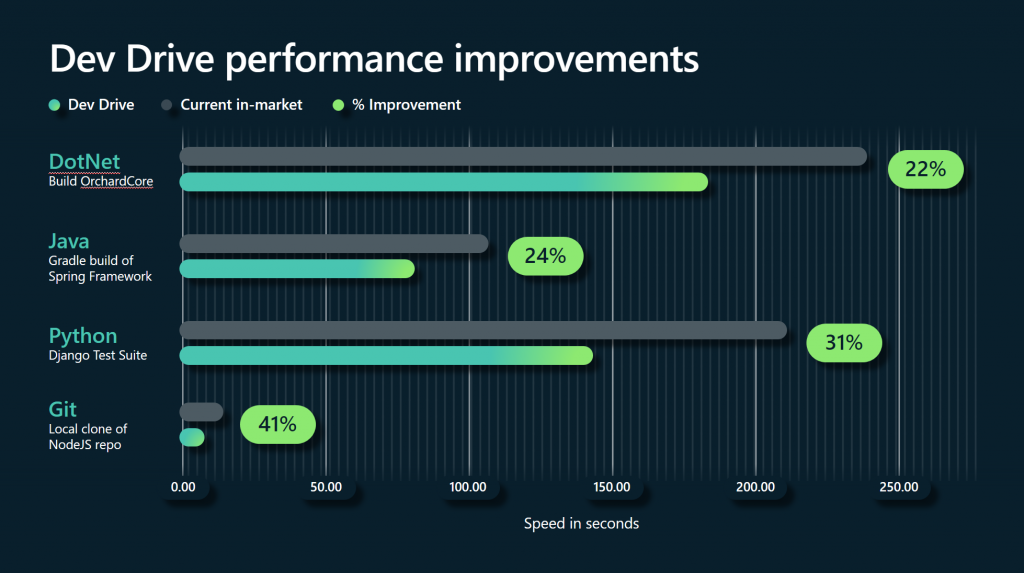 Dev Drive performance improvements
Dev Drive Current in-market % Improvement
DotNet
Build OrchardCore
22%
Java
Gradle build of
Spring Framework
24%
Python
Django Test Suite
31%
Git
Local clone of
NodeJS repo
41%
0.00 50.00 100.00 150.00 200.00 250.00
Speed in seconds